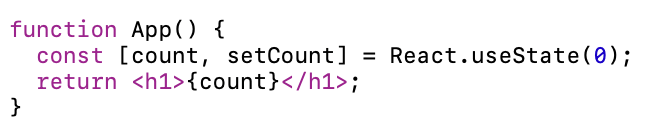 function App() {
  const [count, setCount] = React.useState(0);
  return <h1>{count}</h1>;
}